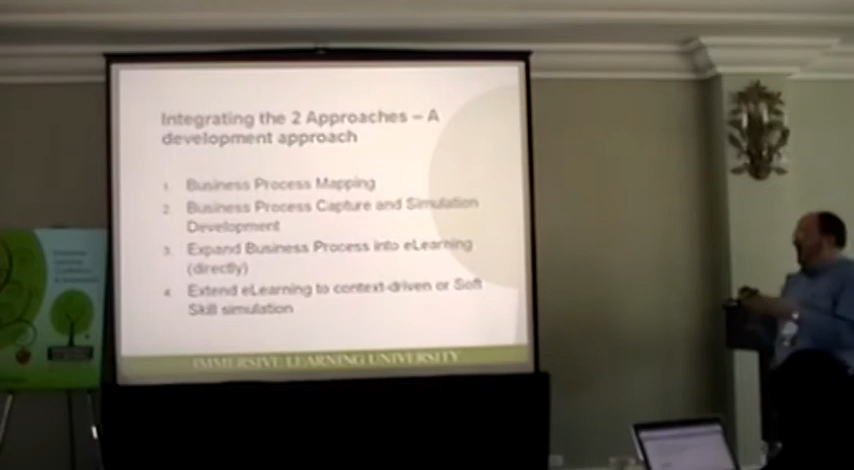 Integrating the 2 Approaches – A
development approach
1. Business Process Mapping
2. Business Process Capture and Simulation
Development
3. Expand Business Process into eLearning
(directly)
4. Extend eLearning to context-driven or Soft
Skill simulation
IMMERSIVE LEARNING UNIVERSITY